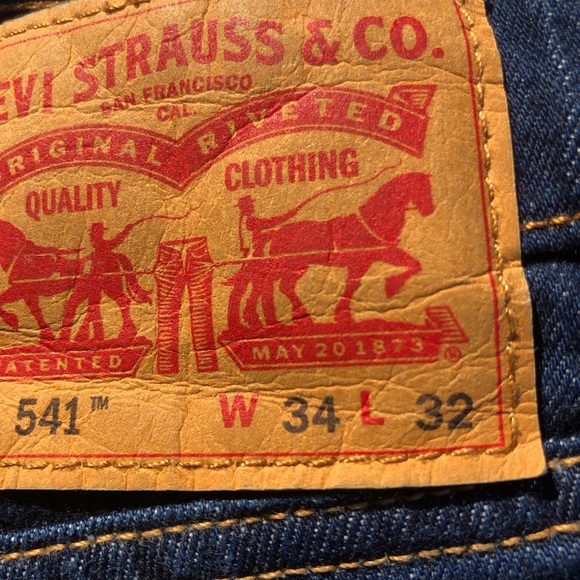 EVI STRAUSS & CO.
SAN FRANCISCO
CAL.
ORIGINAL RIVETED
QUALITY CLOTHING
PATENTED MAY 20 1873 ®
541™ W 34 L 32